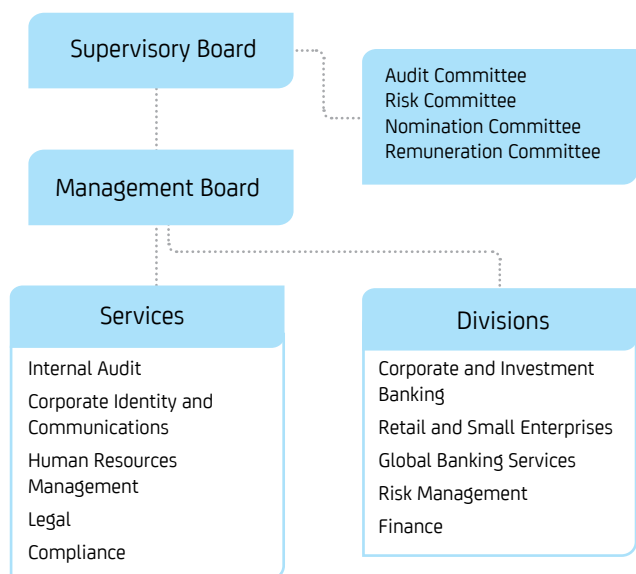 Supervisory Board
Audit Committee
Risk Committee
Nomination Committee
Remuneration Committee
Management Board
Services
Internal Audit
Corporate Identity and
Communications
Human Resources
Management
Legal
Compliance
Divisions
Corporate and Investment
Banking
Retail and Small Enterprises
Global Banking Services
Risk Management
Finance